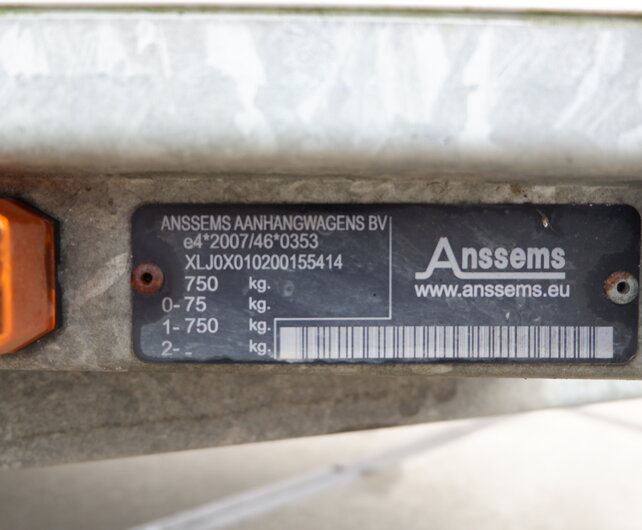 ANSSEMS AANHANGWAGENS BV
e4*2007/46*0353
XLJ0X010200155414
750 kg.
0- 75 kg.
1- 750 kg.
2- - kg.
Anssems
www.anssems.eu